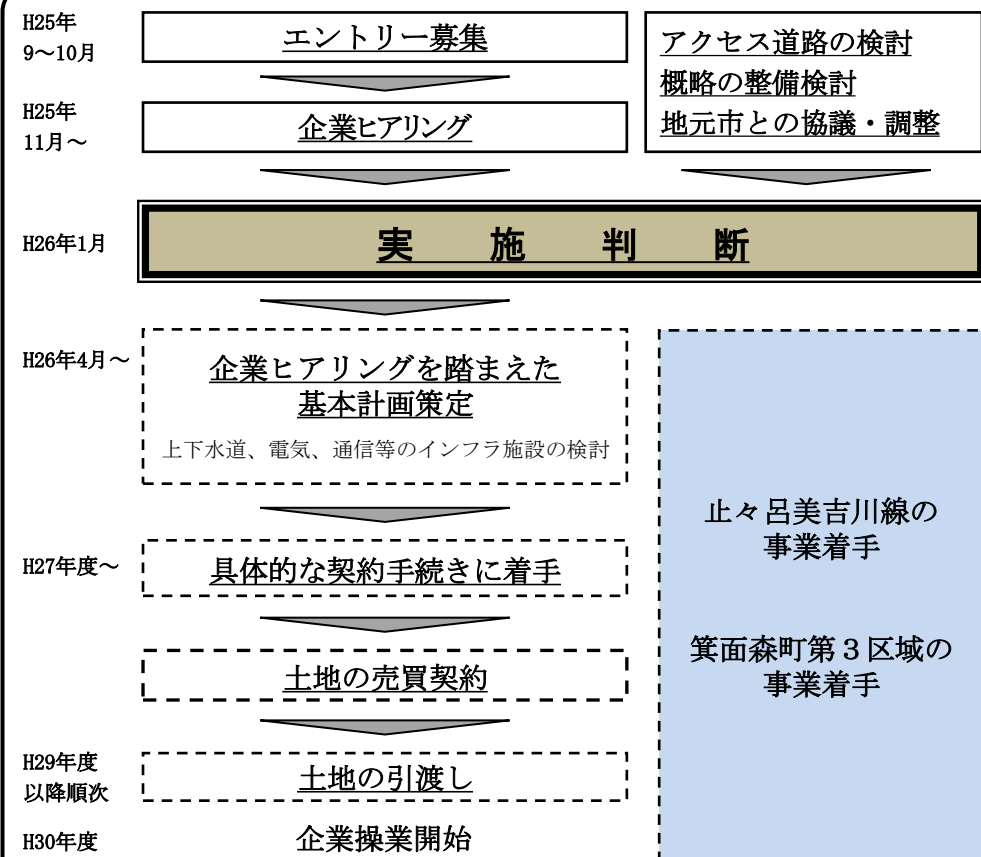 H25年
9～10月
エントリー募集
アクセス道路の検討
概略の整備検討
地元市との協議・調整
H25年
11月～
企業ヒアリング
H26年1月
実　施　判　断
H26年4月～
企業ヒアリングを踏まえた
基本計画策定
上下水道、電気、通信等のインフラ施設の検討
止々呂美吉川線の
事業着手
H27年度～
具体的な契約手続きに着手
箕面森町第３区域の
事業着手
土地の売買契約
H29年度
以降順次
土地の引渡し
H30年度
企業操業開始